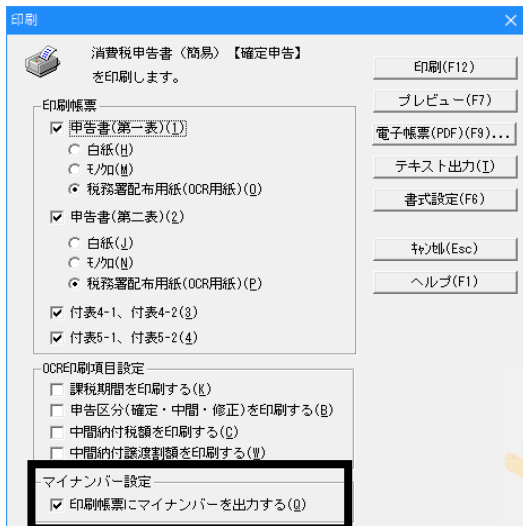 印刷
消費税申告書（簡易）【確定申告】
を印刷します。
印刷帳票
申告書(第一表)(1)
白紙(H)
ﾓﾉｸﾛ(M)
税務署配布用紙(OCR用紙)(O)
申告書(第二表)(2)
白紙(J)
ﾓﾉｸﾛ(N)
税務署配布用紙(OCR用紙)(P)
付表4-1、付表4-2(3)
付表5-1、付表5-2(4)
OCR印刷項目設定
課税期間を印刷する(K)
申告区分(確定・中間・修正)を印刷する(B)
中間納付税額を印刷する(C)
中間納付譲渡割額を印刷する(W)
マイナンバー設定
印刷帳票にマイナンバーを出力する(Q)
印刷(F12)
プレビュー(F7)
電子帳票(PDF)(F9)...
テキスト出力(I)
書式設定(F6)
ｷｬﾝｾﾙ(Esc)
ヘルプ(F1)